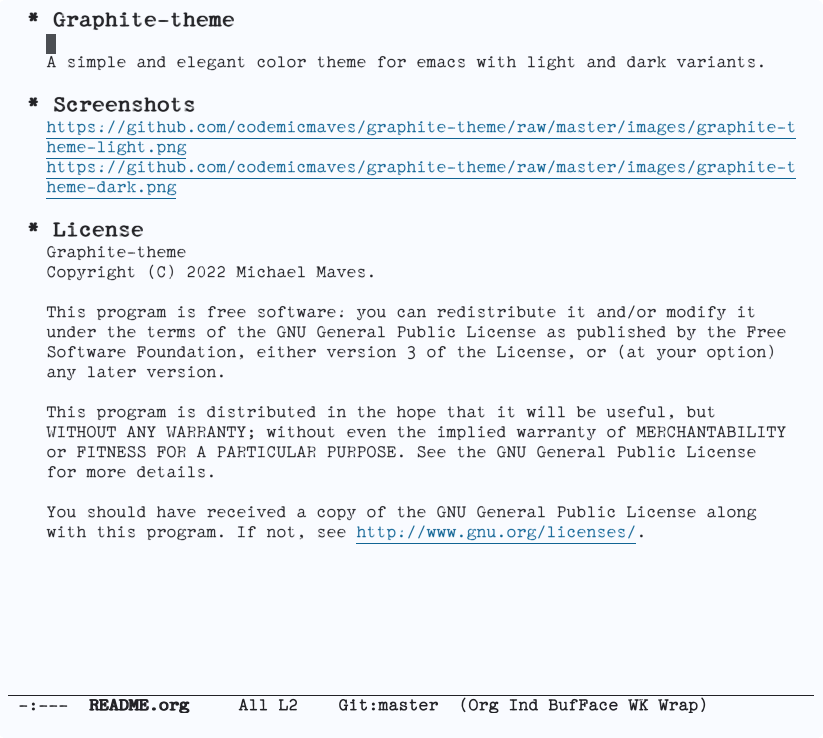 * Graphite-theme
A simple and elegant color theme for emacs with light and dark variants.
* Screenshots
https://github.com/codemicmaves/graphite-theme/raw/master/images/graphite-t
heme-light.png
https://github.com/codemicmaves/graphite-theme/raw/master/images/graphite-t
heme-dark.png
* License
Graphite-theme
Copyright (C) 2022 Michael Maves.
This program is free software: you can redistribute it and/or modify it
under the terms of the GNU General Public License as published by the Free
Software Foundation, either version 3 of the License, or (at your option)
any later version.
This program is distributed in the hope that it will be useful, but
WITHOUT ANY WARRANTY; without even the implied warranty of MERCHANTABILITY
or FITNESS FOR A PARTICULAR PURPOSE. See the GNU General Public License
for more details.
You should have received a copy of the GNU General Public License along
with this program. If not, see http://www.gnu.org/licenses/.
-:--- README.org All L2 Git:master (Org Ind BufFace WK Wrap)